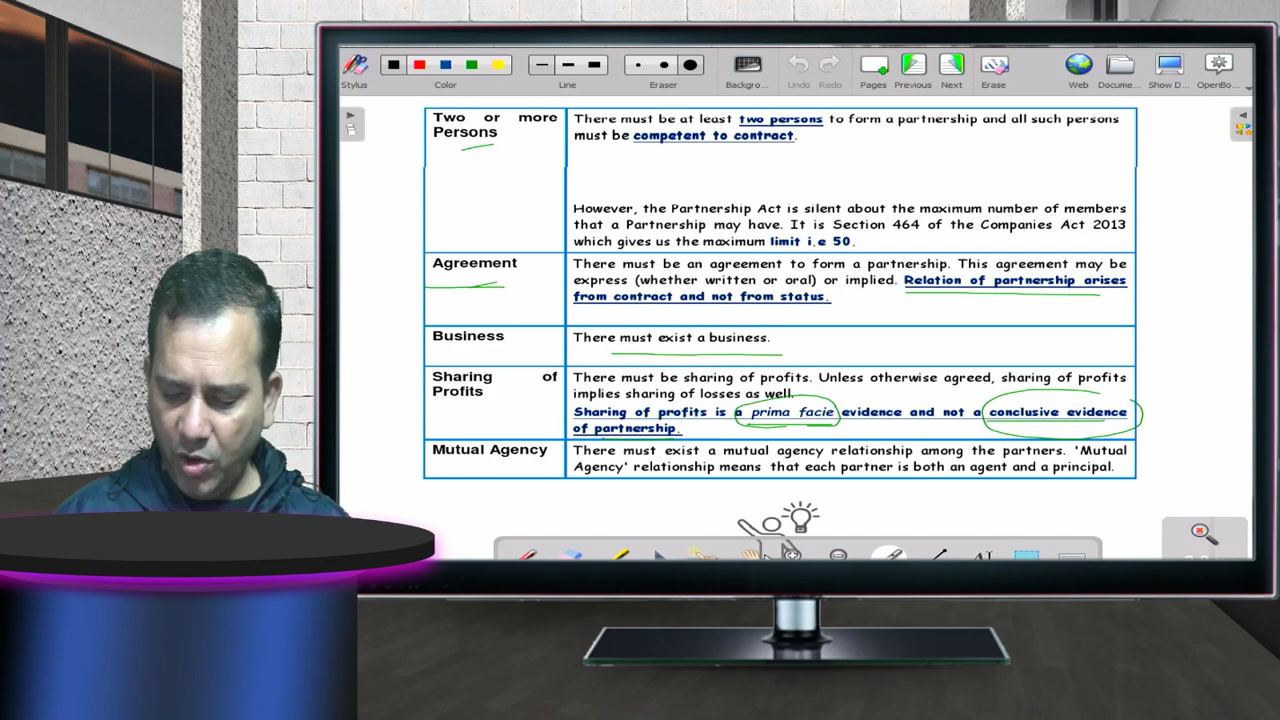 Stylus
Color
Line
Eraser
Backgro...
Undo
Redo
Pages
Previous
Next
Erase
Web
Docume...
Show D...
OpenBo...
Two or more
Persons
There must be at least two persons to form a partnership and all such persons
must be competent to contract.
However, the Partnership Act is silent about the maximum number of members
that a Partnership may have. It is Section 464 of the Companies Act 2013
which gives us the maximum limit i.e 50.
Agreement
There must be an agreement to form a partnership. This agreement may be
express (whether written or oral) or implied. Relation of partnership arises
from contract and not from status.
Business
There must exist a business.
Sharing of
Profits
There must be sharing of profits. Unless otherwise agreed, sharing of profits
implies sharing of losses as well.
Sharing of profits is a prima facie evidence and not a conclusive evidence
of partnership.
Mutual Agency
There must exist a mutual agency relationship among the partners. 'Mutual
Agency' relationship means that each partner is both an agent and a principal.